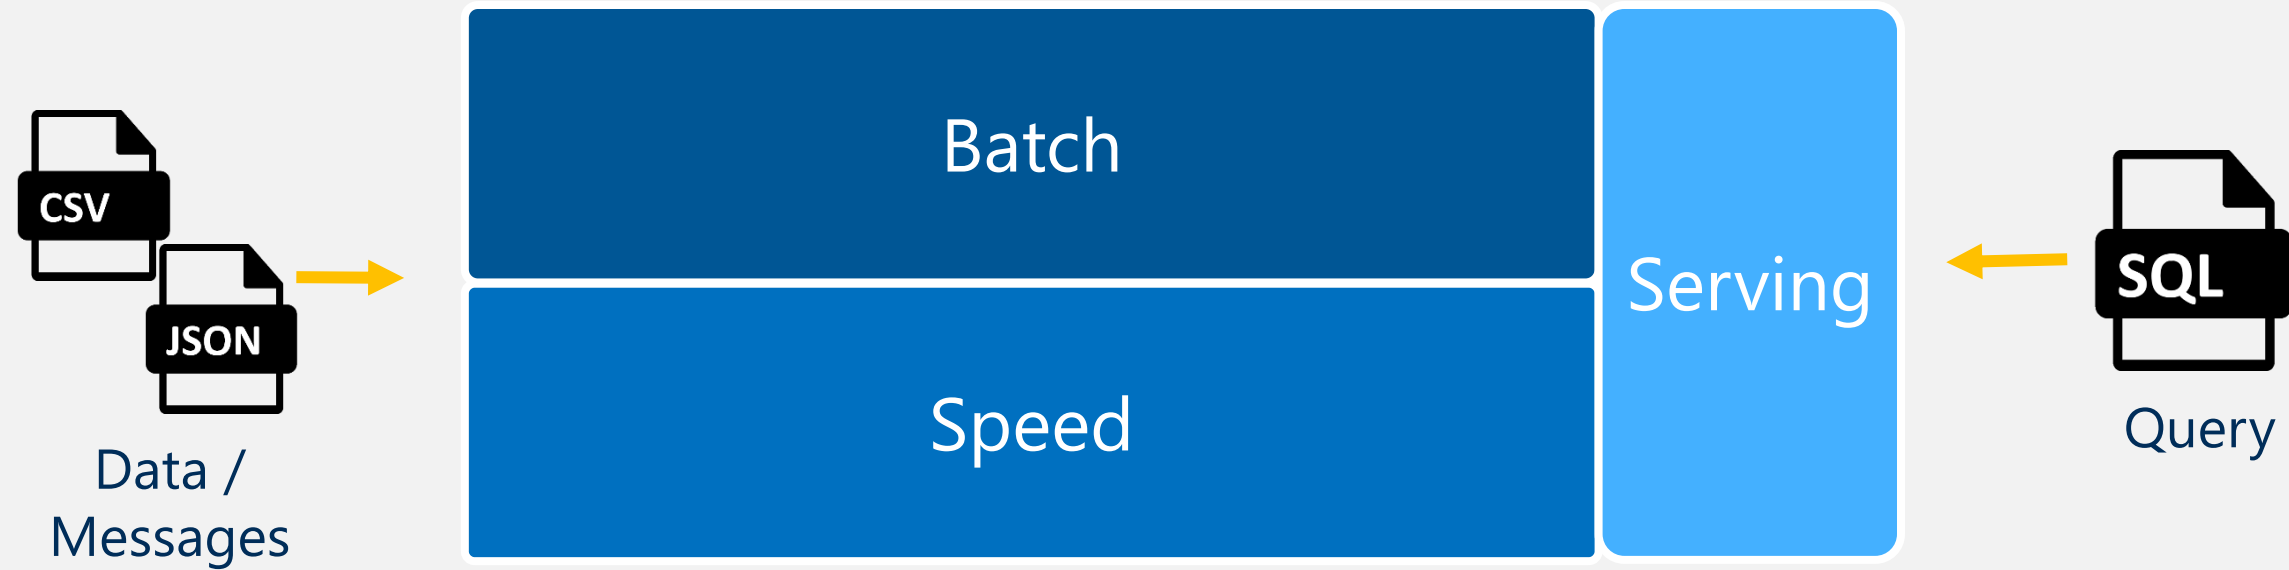 CSV
JSON
Data /
Messages
Batch
Speed
Serving
SQL
Query